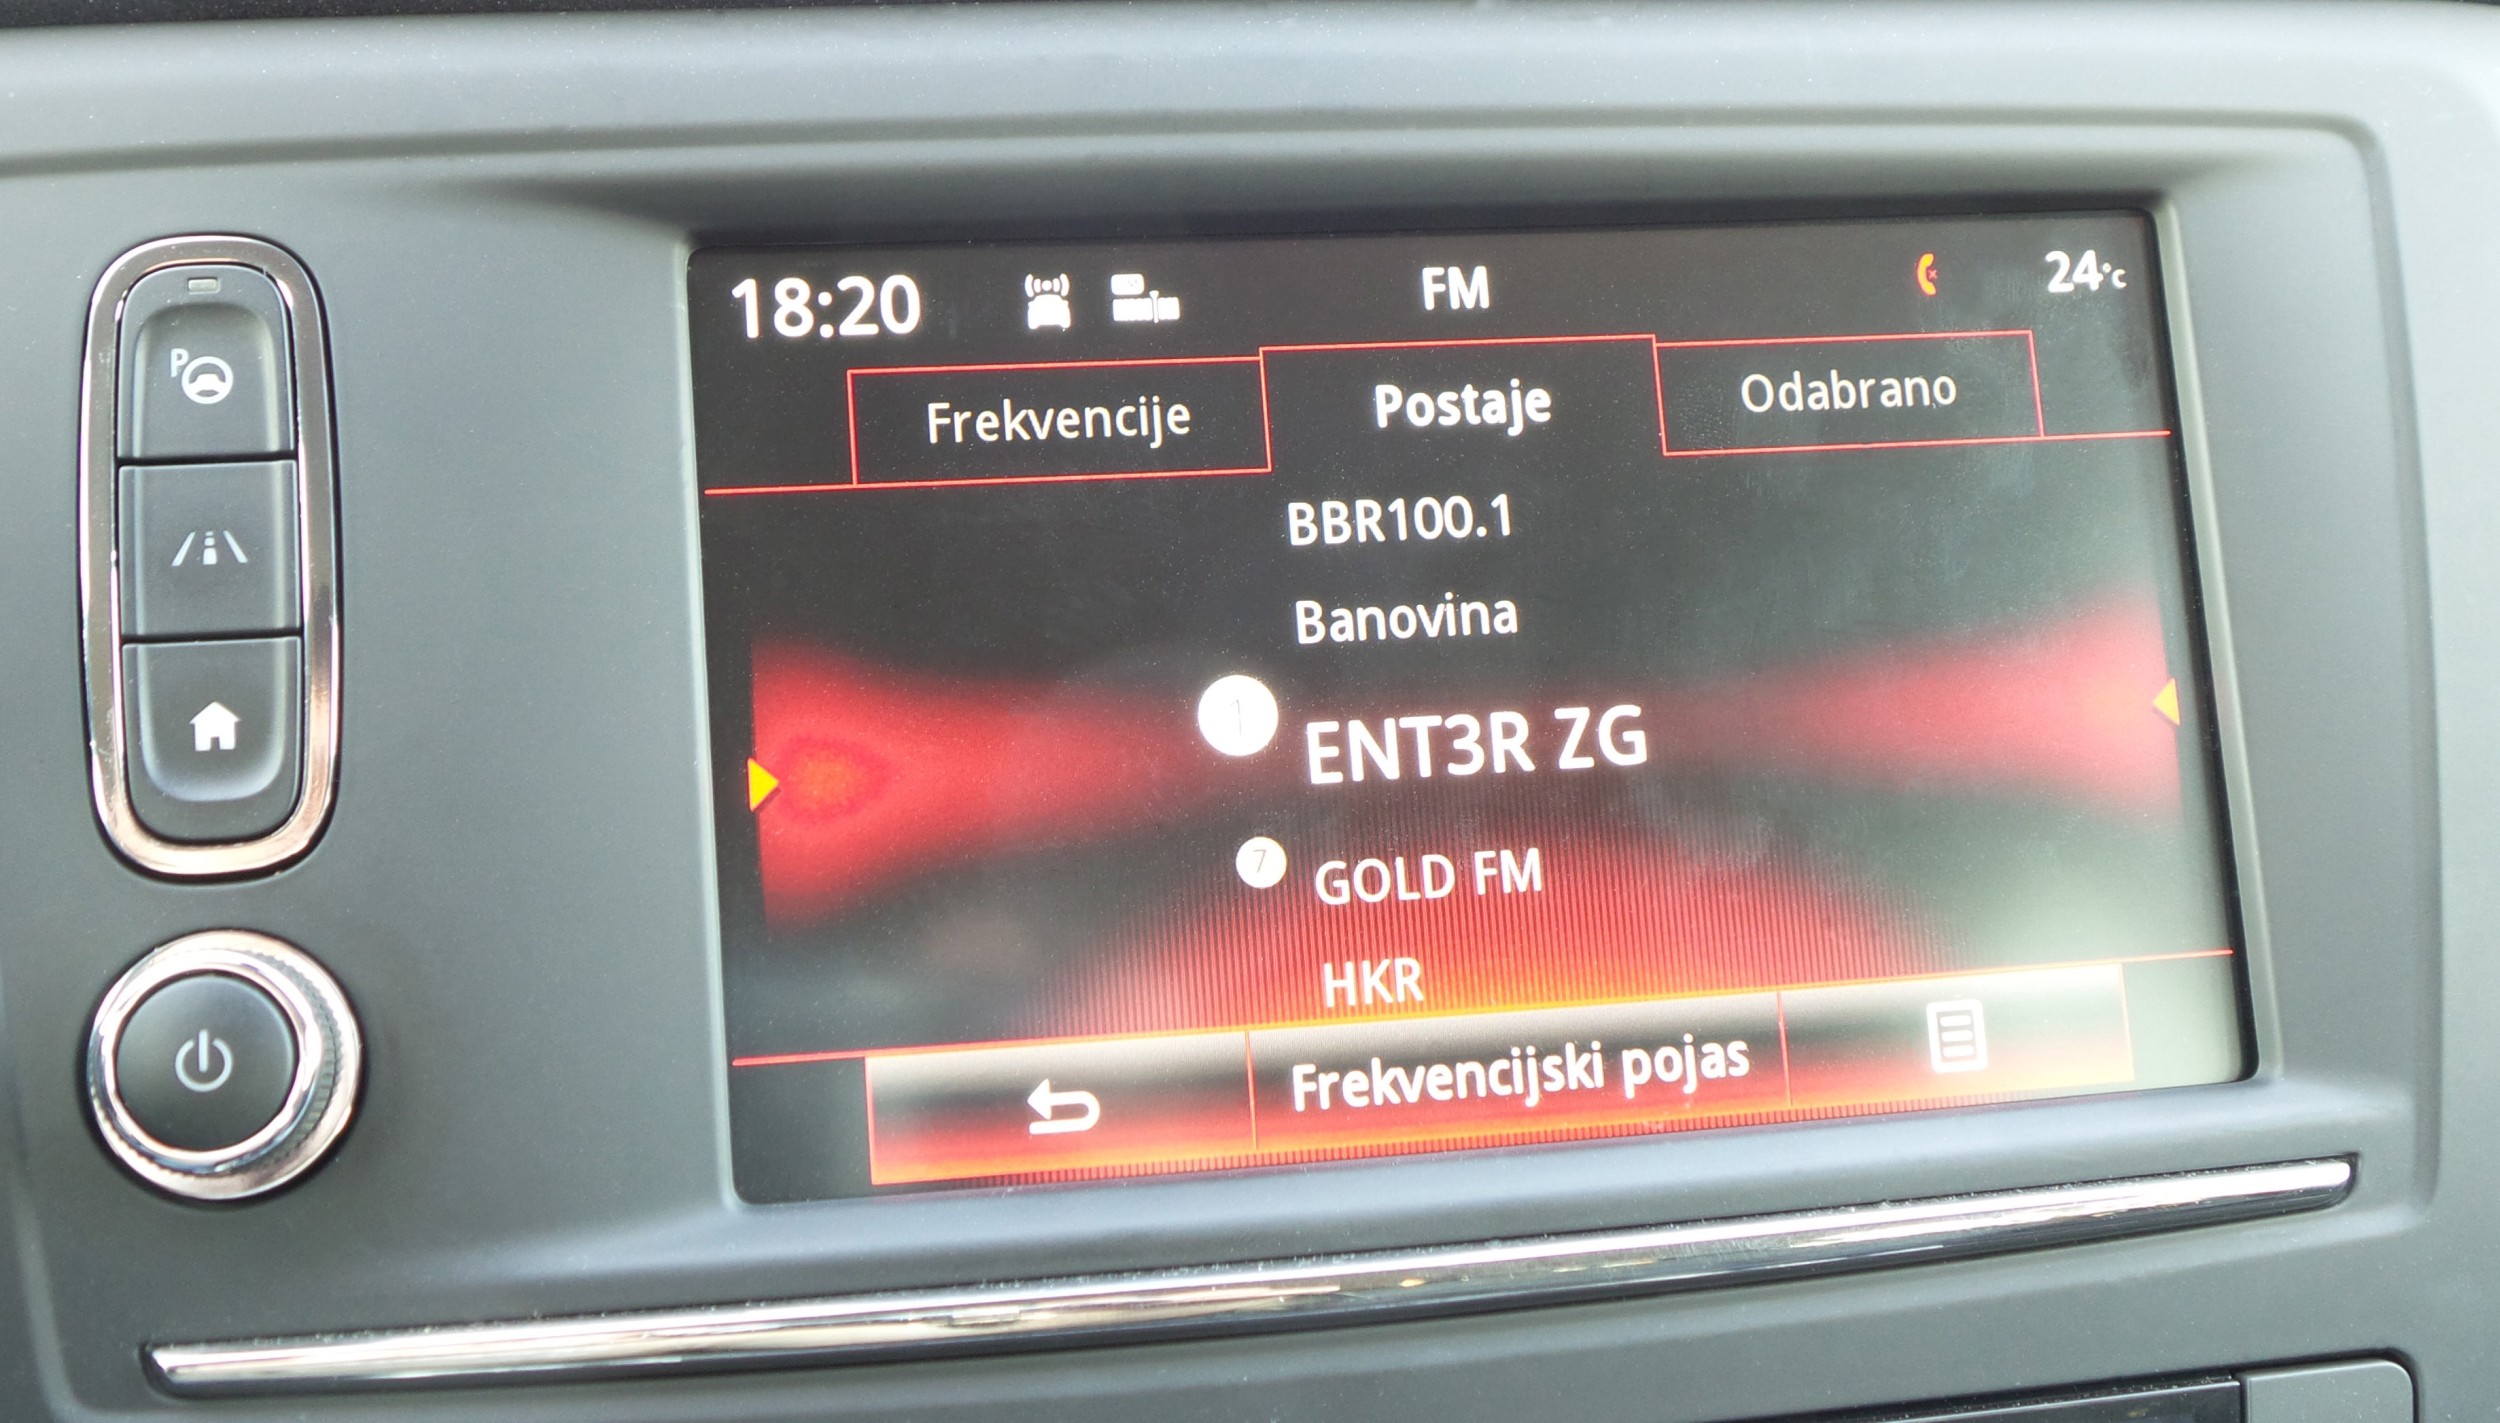 P
18:20 FM 24°C
Frekvencije Postaje Odabrano
BBR100.1
Banovina
1 ENT3R ZG
7 GOLD FM
HKR
Frekvencijski pojas